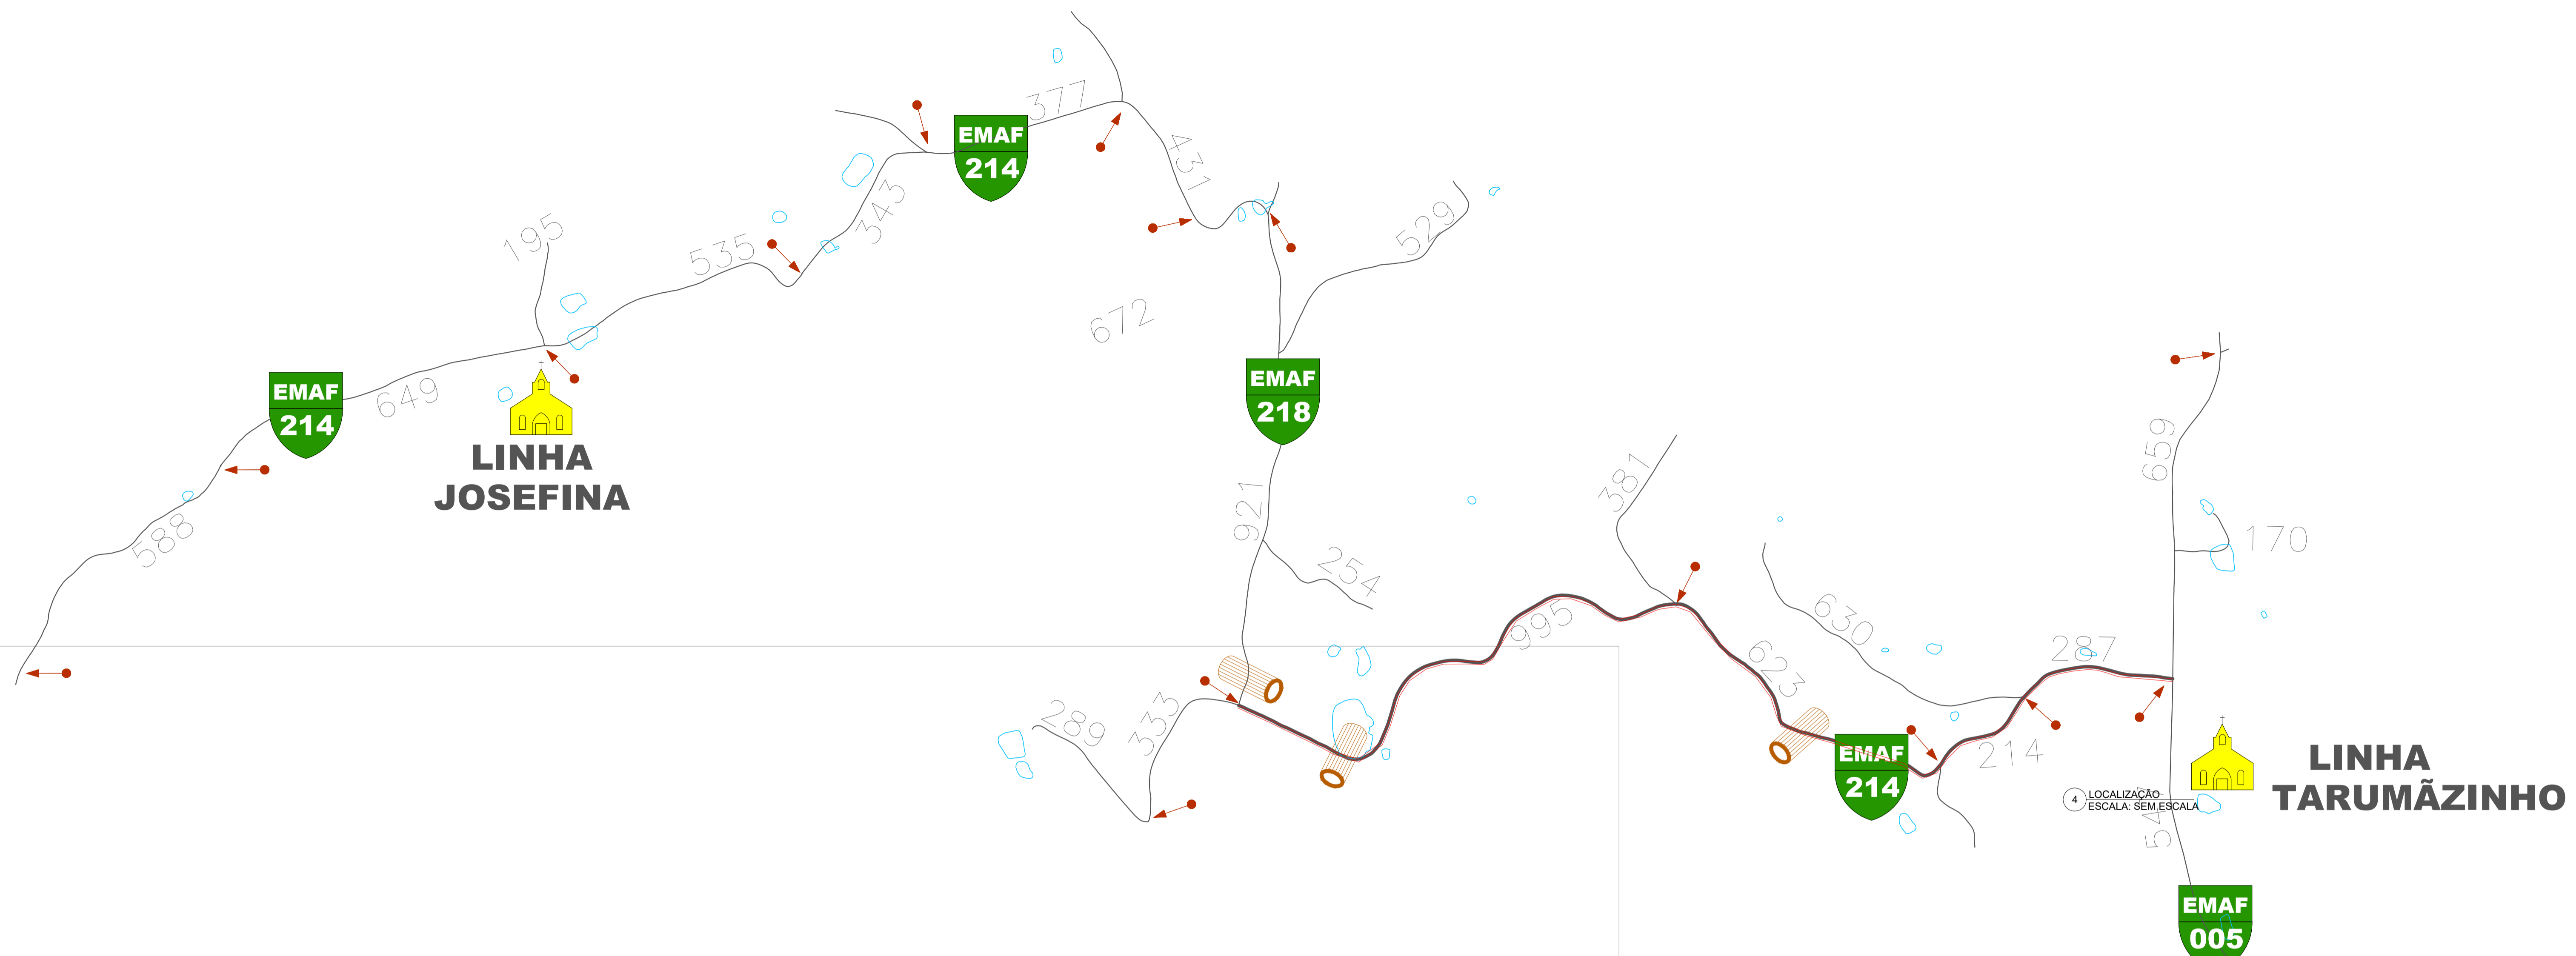 377
EMAF
214
431
543
195
535
529
672
EMAF
214
649
EMAF
218
LINHA
JOSEFINA
659
381
921
588
170
254
995
630
623
287
289
333
214
EMAF
214
LINHA
TARUMÃZINHO
4
LOCALIZAÇÃO
ESCALA: SEM ESCALA
EMAF
005